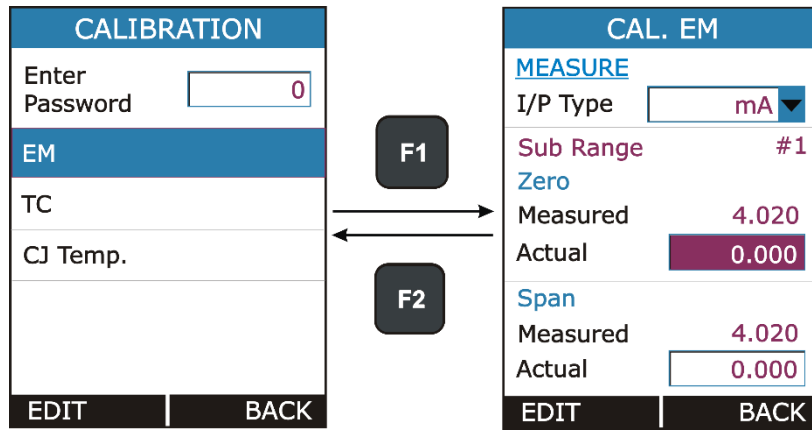 CALIBRATION
Enter
Password 0
EM
TC
CJ Temp.
EDIT BACK
F1
F2
CAL. EM
MEASURE
I/P Type mA
Sub Range #1
Zero
Measured 4.020
Actual 0.000
Span
Measured 4.020
Actual 0.000
EDIT BACK